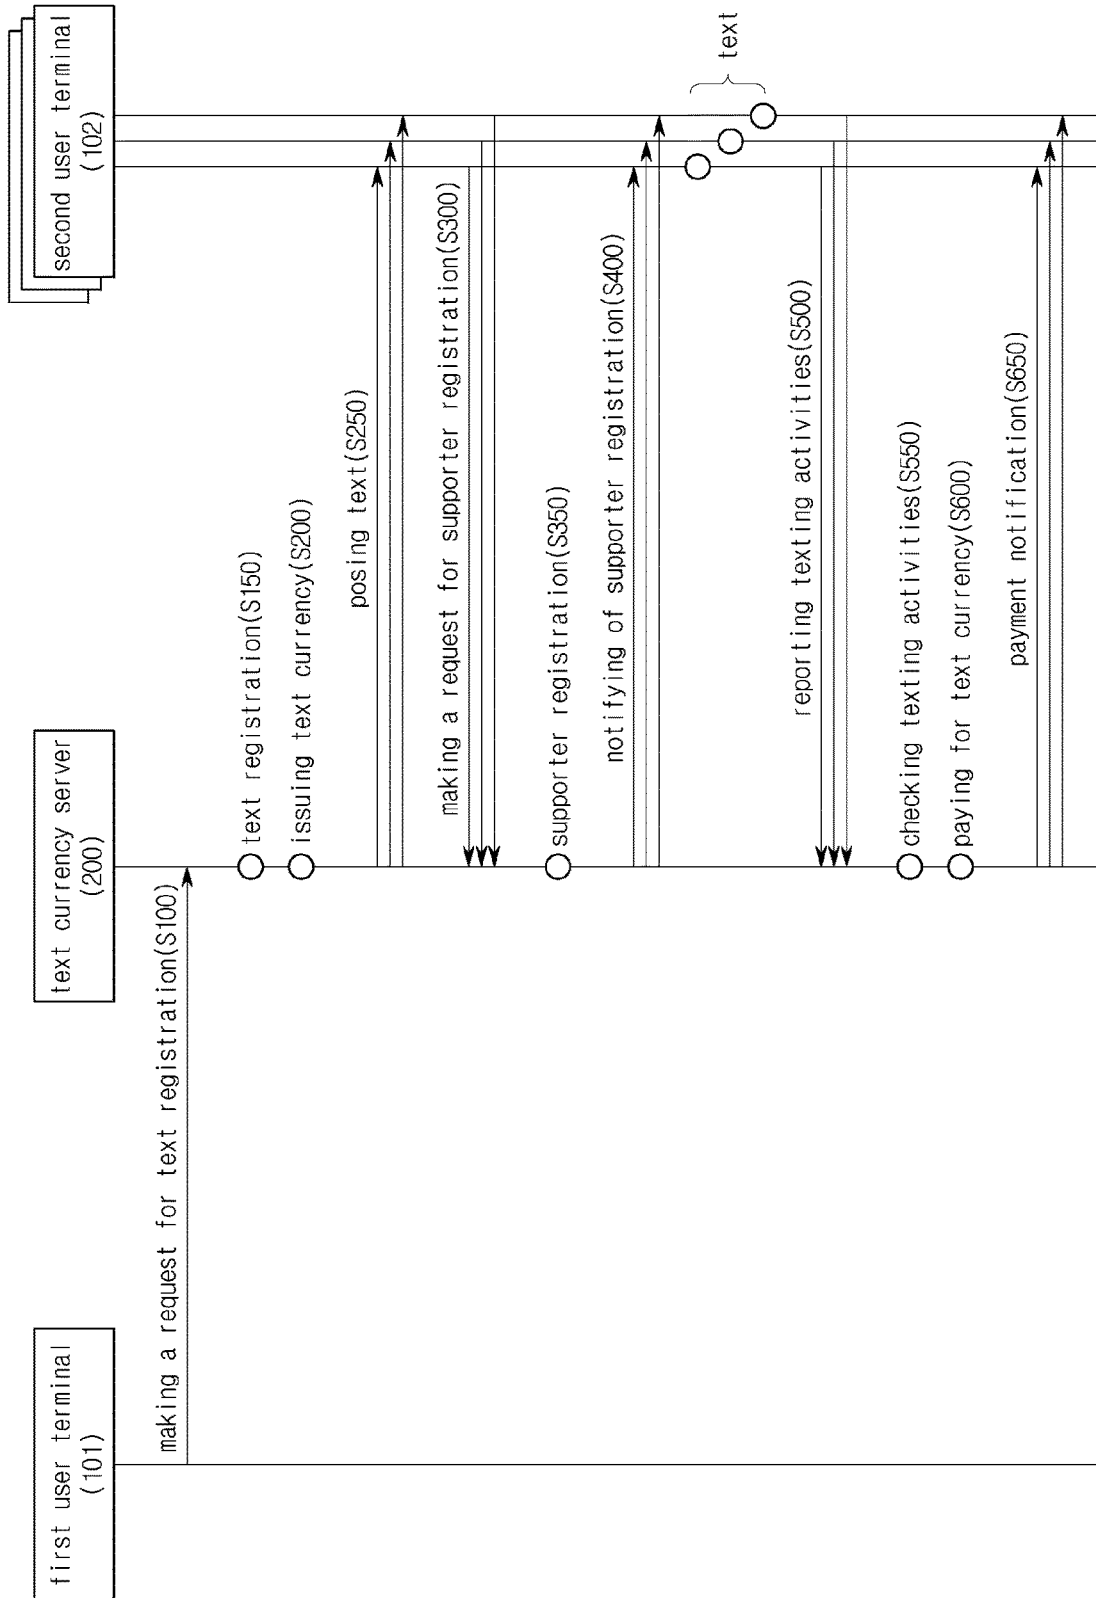 first user terminal
(101)
text currency server
(200)
second user terminal
(102)
making a request for text registration(S100)
text registration(S150)
issuing text currency(S200)
posing text(S250)
making a request for supporter registration(S300)
supporter registration(S350)
notifying of supporter registration(S400)
text
reporting texting activities(S500)
checking texting activities(S550)
paying for text currency(S600)
payment notification(S650)